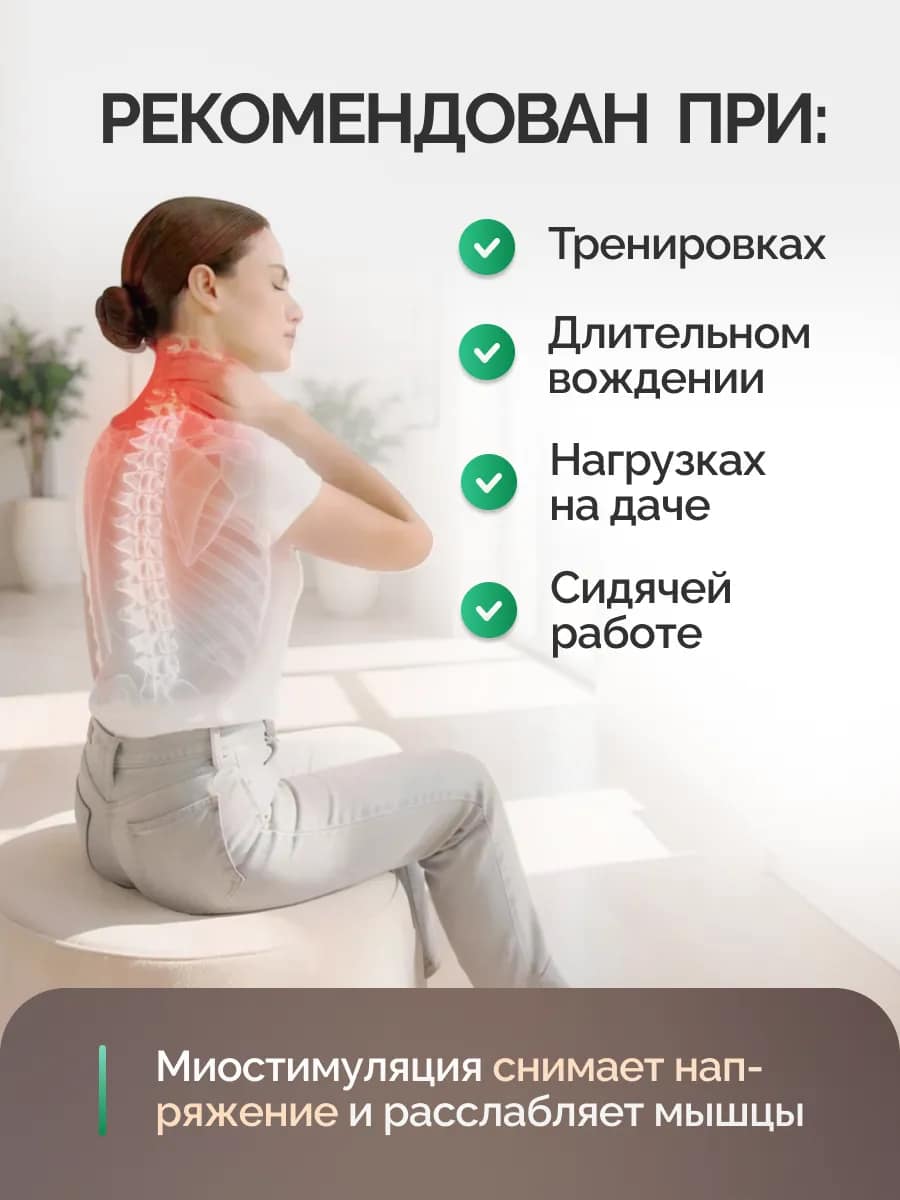 РЕКОМЕНДОВАН ПРИ:
Тренировках
Длительном
вождении
Нагрузках
на даче
Сидячей
работе
Миостимуляция снимает нап-
ряжение и расслабляет мышцы